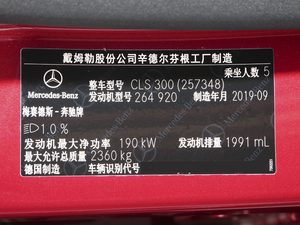 戴姆勒股份公司辛德尔芬根工厂制造
乘坐人数 5
整车型号 CLS 300 (257348)
发动机型号 264 920 制造年月 2019-09
Mercedes-Benz
梅赛德斯-奔驰牌
1.0 %
发动机最大净功率 190 kW 发动机排量 1991 mL
最大允许总质量 2360 kg
德国制造 车辆识别代号